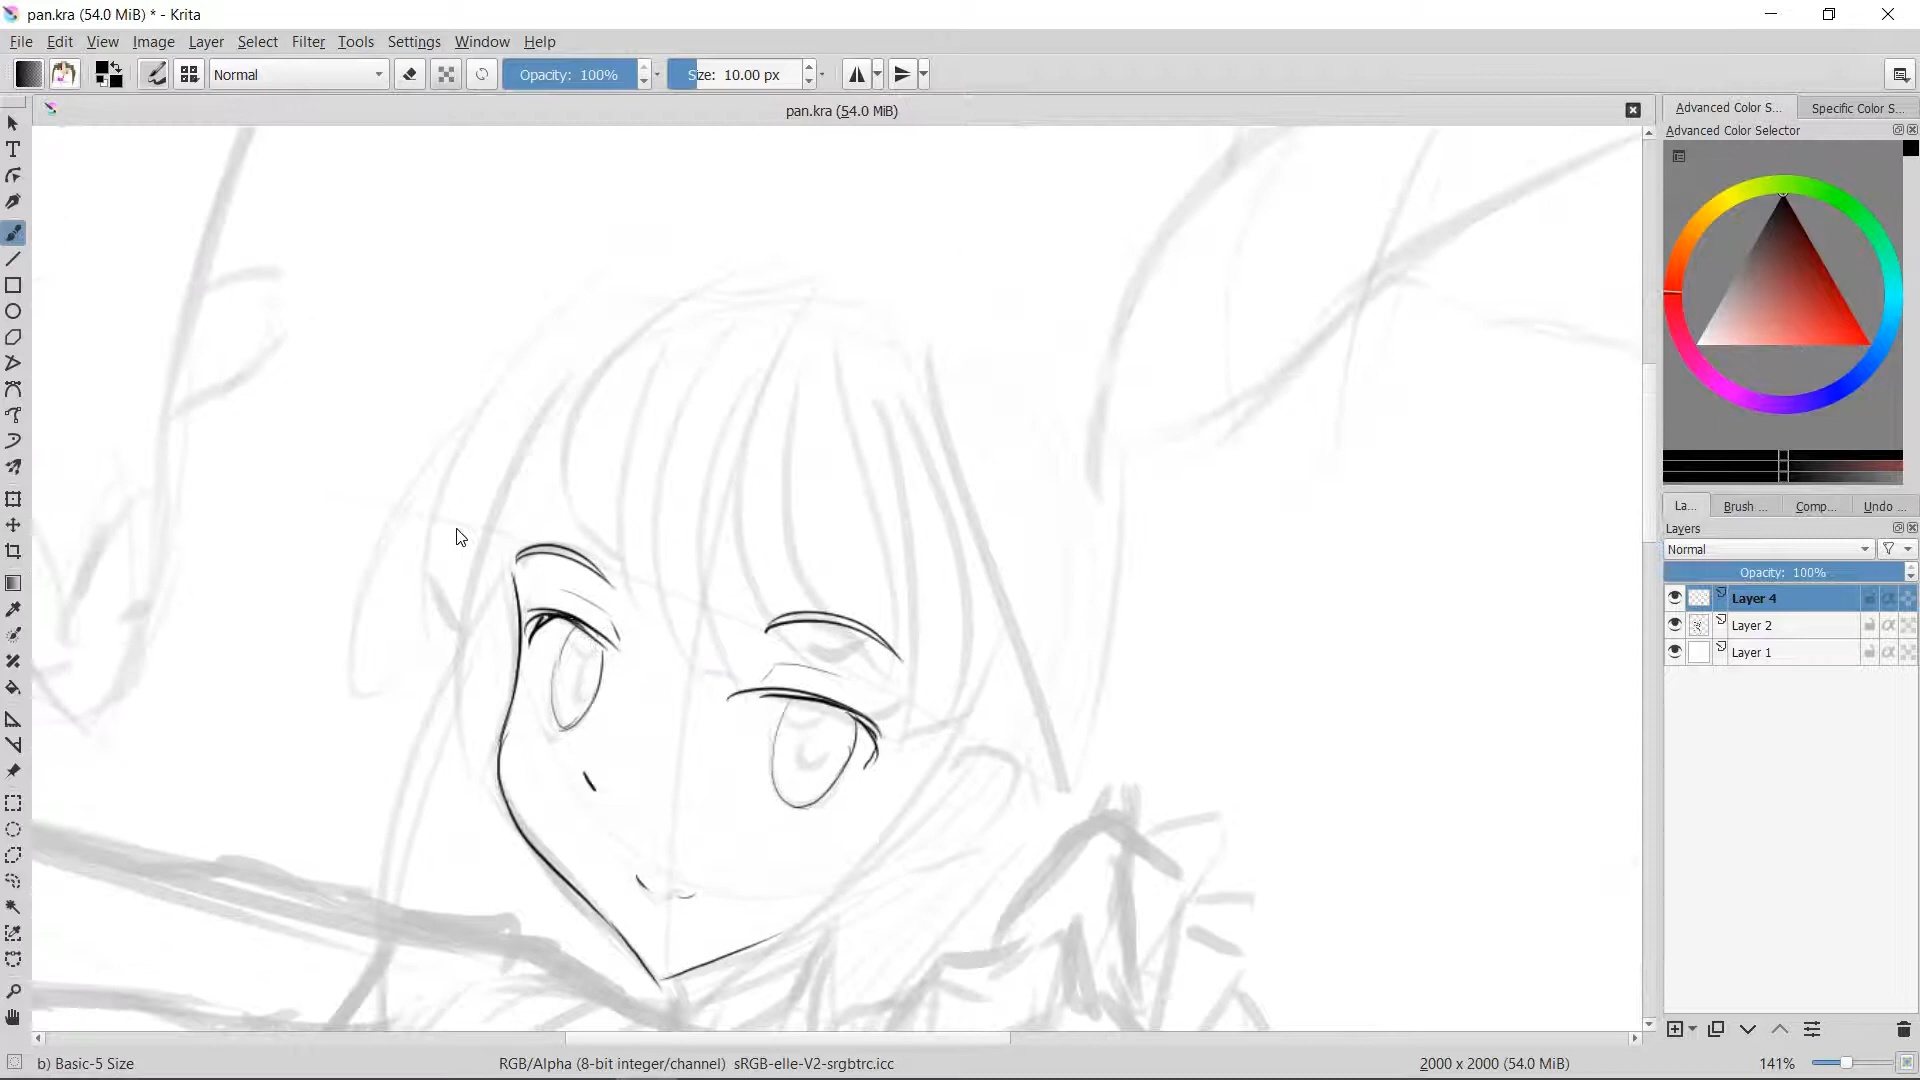 pan.kra (54.0 MiB) * - Krita
File Edit View Image Layer Select Filter Tools Settings Window Help
Normal Opacity: 100% Size: 10.00 px
pan.kra (54.0 MiB)
Advanced Color S... Specific Color S...
Advanced Color Selector
La... Brush ... Comp... Undo ...
Layers
Normal
Opacity: 100%
Layer 4
Layer 2
Layer 1
b) Basic-5 Size RGB/Alpha (8-bit integer/channel) sRGB-elle-V2-srgbtrc.icc 2000 x 2000 (54.0 MiB) 141%